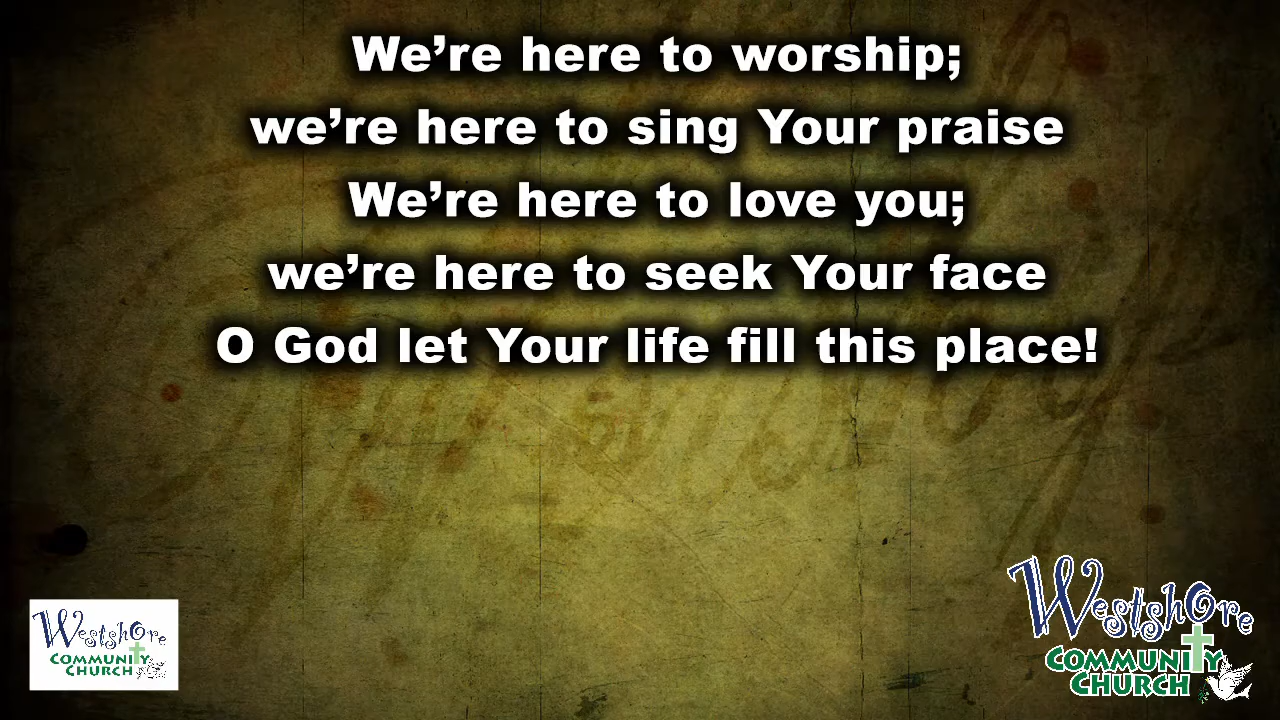 We’re here to worship;
we’re here to sing Your praise
We’re here to love you;
we’re here to seek Your face
O God let Your life fill this place!
Westshore
COMMUNITY
CHURCH
Westshore
COMMUNITY
CHURCH